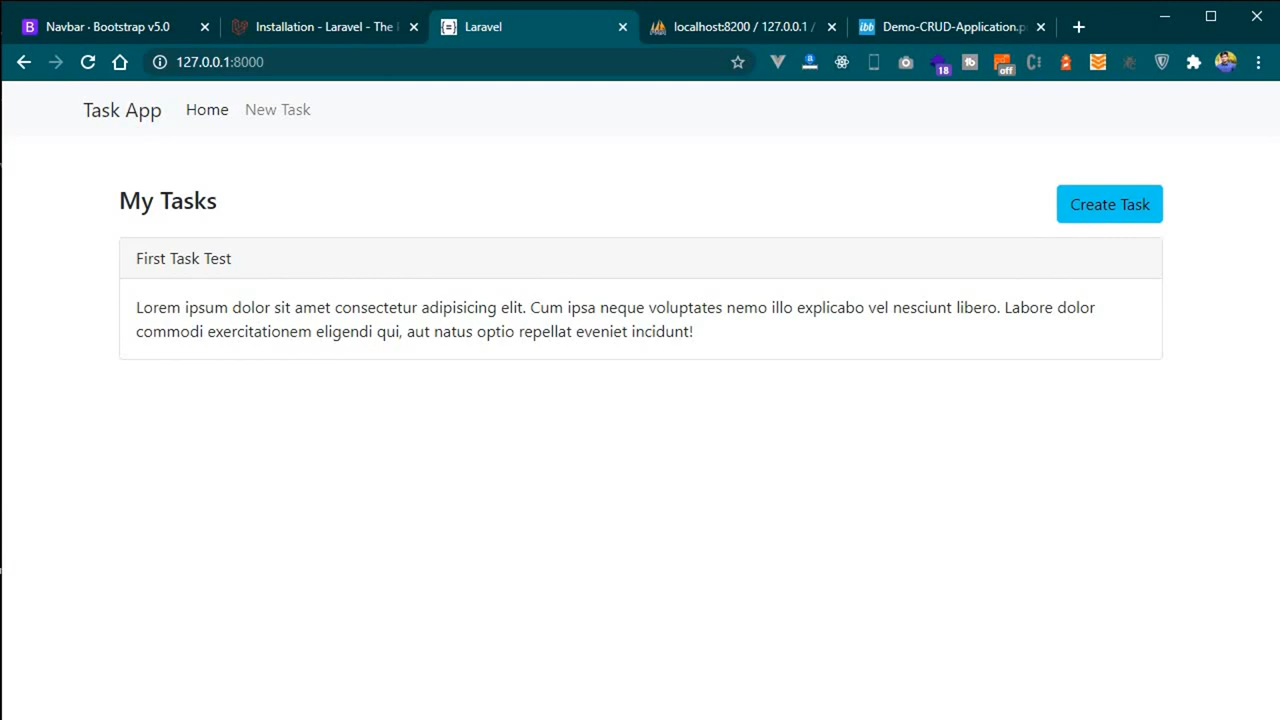 Navbar · Bootstrap v5.0
Installation - Laravel - The
Laravel
localhost:8200 / 127.0.0.1 /
Demo-CRUD-Application.p
127.0.0.1:8000
18
off
Task App
Home
New Task
My Tasks
Create Task
First Task Test
Lorem ipsum dolor sit amet consectetur adipisicing elit. Cum ipsa neque voluptates nemo illo explicabo vel nesciunt libero. Labore dolor
commodi exercitationem eligendi qui, aut natus optio repellat eveniet incidunt!